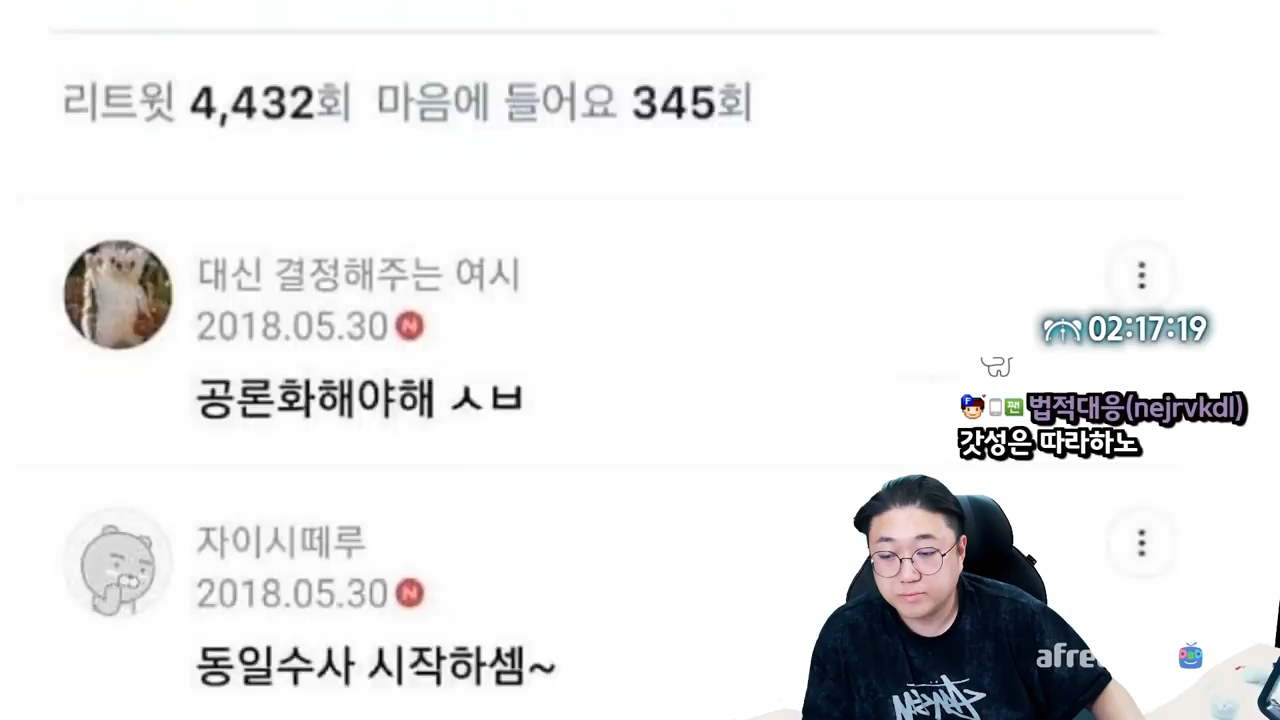 리트윗 4,432회 마음에 들어요 345회
대신 결정해주는 여시
2018.05.30 N
공론화해야해 ㅅㅂ
02:17:19
F 팬 법적대응(nejrvkdl)
갓성은 따라하노
자이시떼루
2018.05.30 N
동일수사 시작하셈~